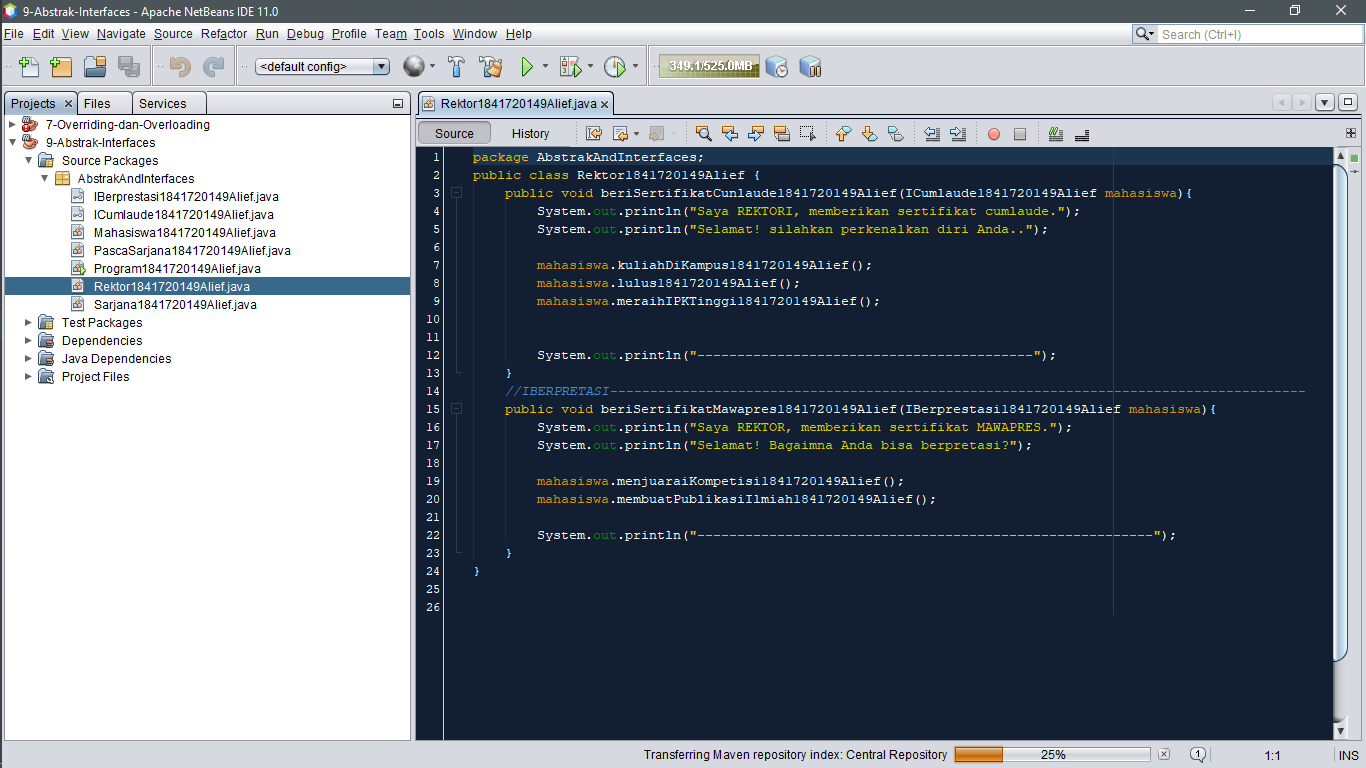 9-Abstrak-Interfaces - Apache NetBeans IDE 11.0
File Edit View Navigate Source Refactor Run Debug Profile Team Tools Window Help
Search (Ctrl+I)
<default config>
349.1/525.0MB
Projects Files Services
7-Overriding-dan-Overloading
9-Abstrak-Interfaces
Source Packages
AbstrakAndInterfaces
IBerprestasi1841720149Alief.java
ICumlaude1841720149Alief.java
Mahasiswa1841720149Alief.java
PascaSarjana1841720149Alief.java
Program1841720149Alief.java
Rektor1841720149Alief.java
Sarjana1841720149Alief.java
Test Packages
Dependencies
Java Dependencies
Project Files
Rektor1841720149Alief.java
Source History
1 package AbstrakAndInterfaces;
2 public class Rektor1841720149Alief {
3 public void beriSertifikatCunlaude1841720149Alief(ICumlaude1841720149Alief mahasiswa){
4 System.out.println("Saya REKTORI, memberikan sertifikat cumlaude.");
5 System.out.println("Selamat! silahkan perkenalkan diri Anda..");
6
7 mahasiswa.kuliahDiKampus1841720149Alief();
8 mahasiswa.lulus1841720149Alief();
9 mahasiswa.meraihIPKTinggi1841720149Alief();
10
11
12 System.out.println("------------------------------------------");
13 }
14 //IBERPRETASI---------------------------------------------------------------------------------------
15 public void beriSertifikatMawapres1841720149Alief(IBerprestasi1841720149Alief mahasiswa){
16 System.out.println("Saya REKTOR, memberikan sertifikat MAWAPRES.");
17 System.out.println("Selamat! Bagaimna Anda bisa berpretasi?");
18
19 mahasiswa.menjuaraiKompetisi1841720149Alief();
20 mahasiswa.membuatPublikasiIlmiah1841720149Alief();
21
22 System.out.println("---------------------------------------------------------");
23 }
24 }
25
26
Transferring Maven repository index: Central Repository 25% 1 1:1 INS